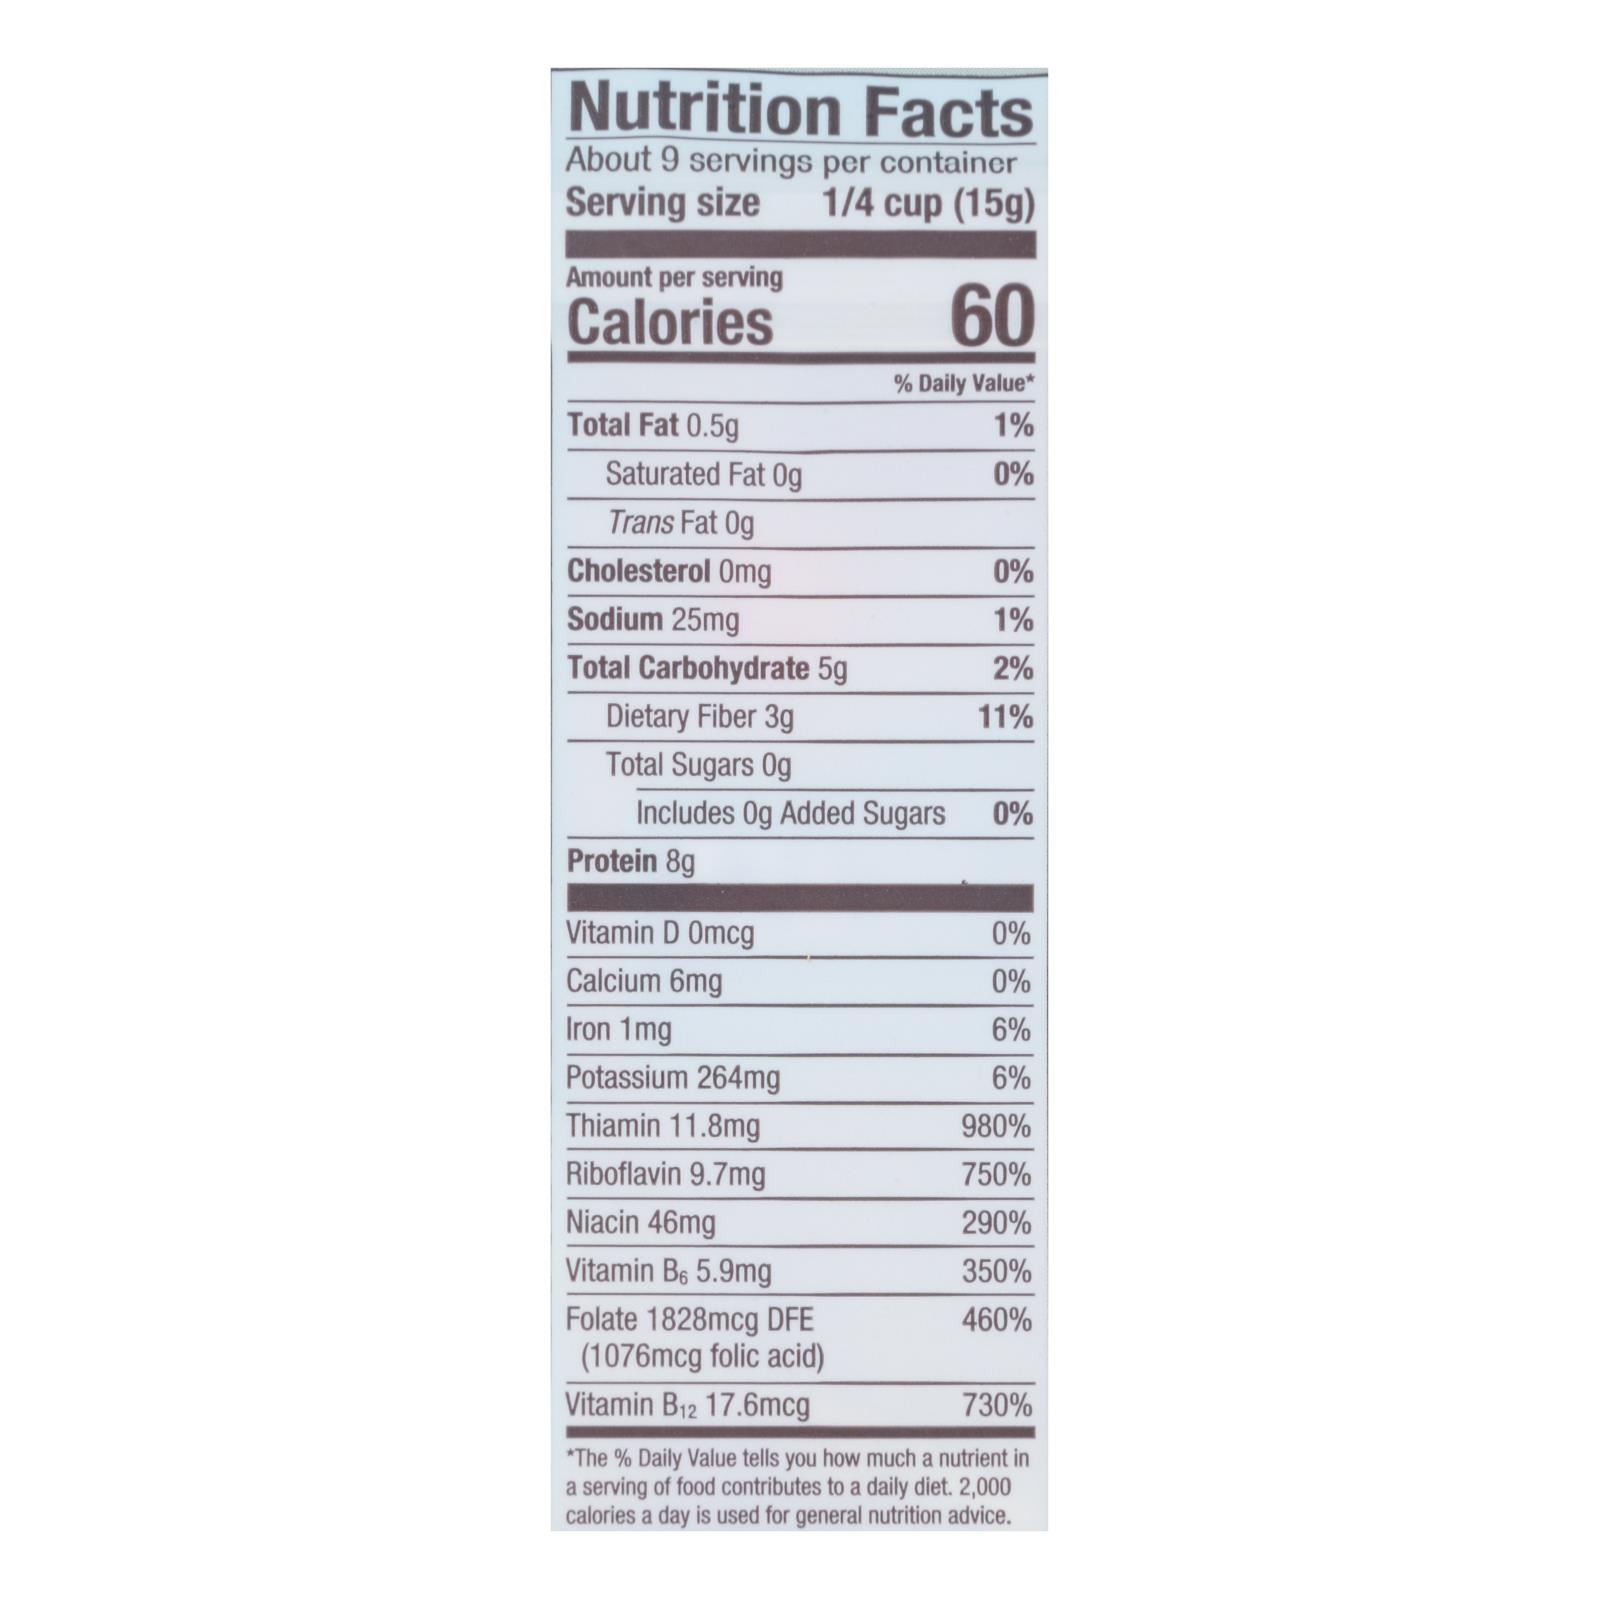 Nutrition Facts
About 9 servings per container
Serving size 1/4 cup (15g)
Amount per serving
Calories 60
% Daily Value*
Total Fat 0.5g 1%
Saturated Fat 0g 0%
Trans Fat 0g
Cholesterol 0mg 0%
Sodium 25mg 1%
Total Carbohydrate 5g 2%
Dietary Fiber 3g 11%
Total Sugars 0g
Includes 0g Added Sugars 0%
Protein 8g
Vitamin D 0mcg 0%
Calcium 6mg 0%
Iron 1mg 6%
Potassium 264mg 6%
Thiamin 11.8mg 980%
Riboflavin 9.7mg 750%
Niacin 46mg 290%
Vitamin B₆ 5.9mg 350%
Folate 1828mcg DFE 460%
(1076mcg folic acid)
Vitamin B₁₂ 17.6mcg 730%
*The % Daily Value tells you how much a nutrient in
a serving of food contributes to a daily diet. 2,000
calories a day is used for general nutrition advice.